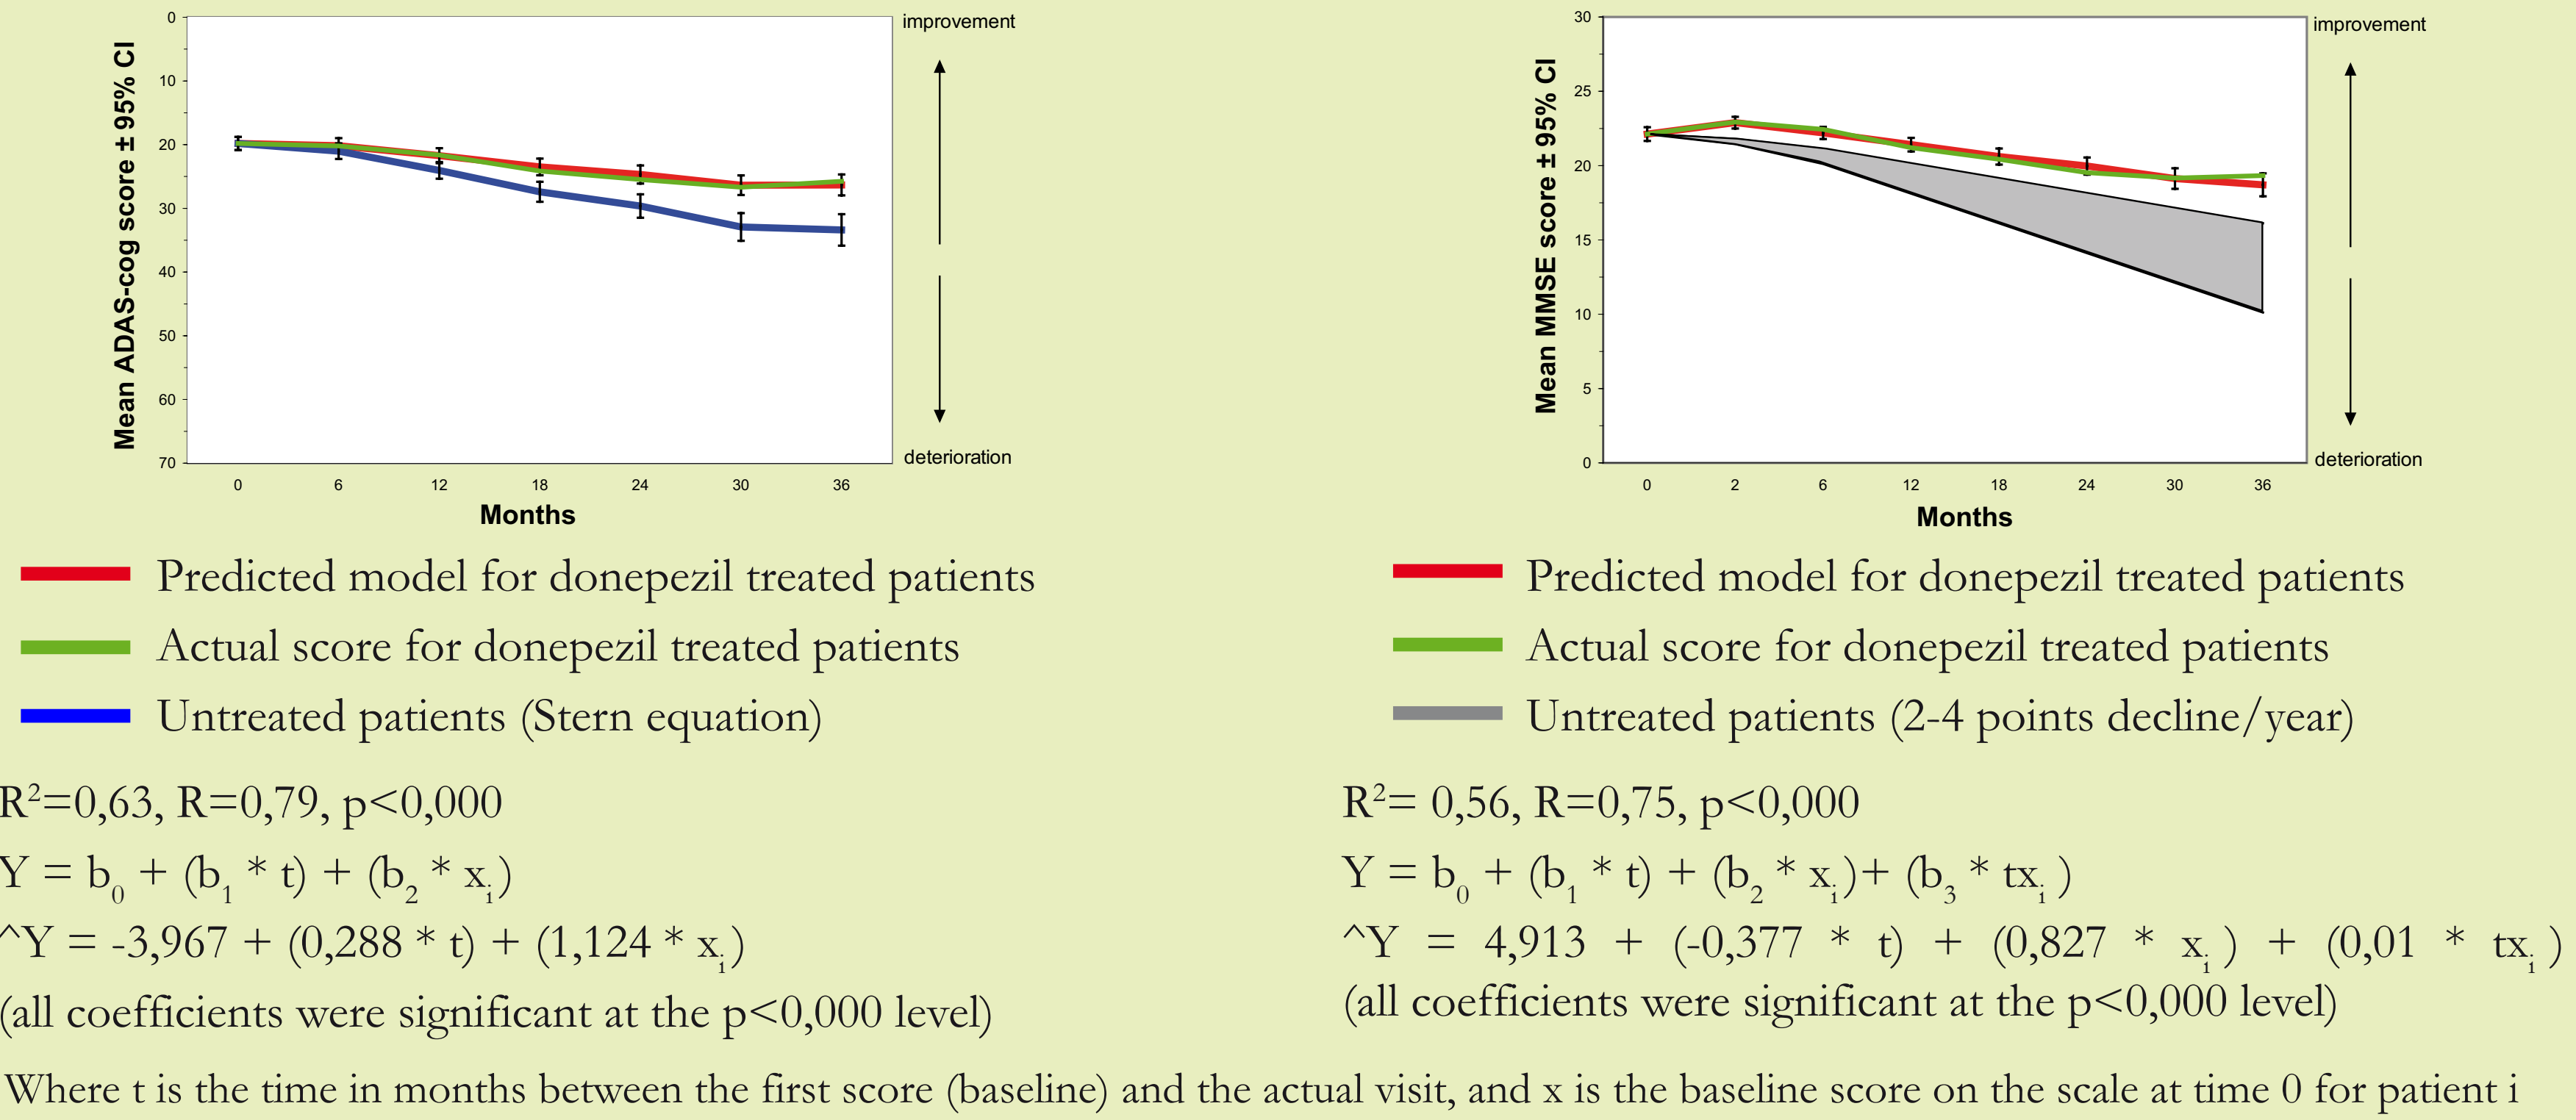 Mean ADAS-cog score ± 95% CI
0
10
20
30
40
50
60
70
0 6 12 18 24 30 36
Months
improvement
deterioration
Predicted model for donepezil treated patients
Actual score for donepezil treated patients
Untreated patients (Stern equation)
R²=0,63, R=0,79, p<0,000
Y = b₀ + (b₁ * t) + (b₂ * xᵢ)
^Y = -3,967 + (0,288 * t) + (1,124 * xᵢ)
(all coefficients were significant at the p<0,000 level)
Mean MMSE score ± 95% CI
30
25
20
15
10
5
0
0 2 6 12 18 24 30 36
Months
improvement
deterioration
Predicted model for donepezil treated patients
Actual score for donepezil treated patients
Untreated patients (2-4 points decline/year)
R²= 0,56, R=0,75, p<0,000
Y = b₀ + (b₁ * t) + (b₂ * xᵢ)+ (b₃ * txᵢ )
^Y = 4,913 + (-0,377 * t) + (0,827 * xᵢ ) + (0,01 * txᵢ )
(all coefficients were significant at the p<0,000 level)
Where t is the time in months between the first score (baseline) and the actual visit, and x is the baseline score on the scale at time 0 for patient i